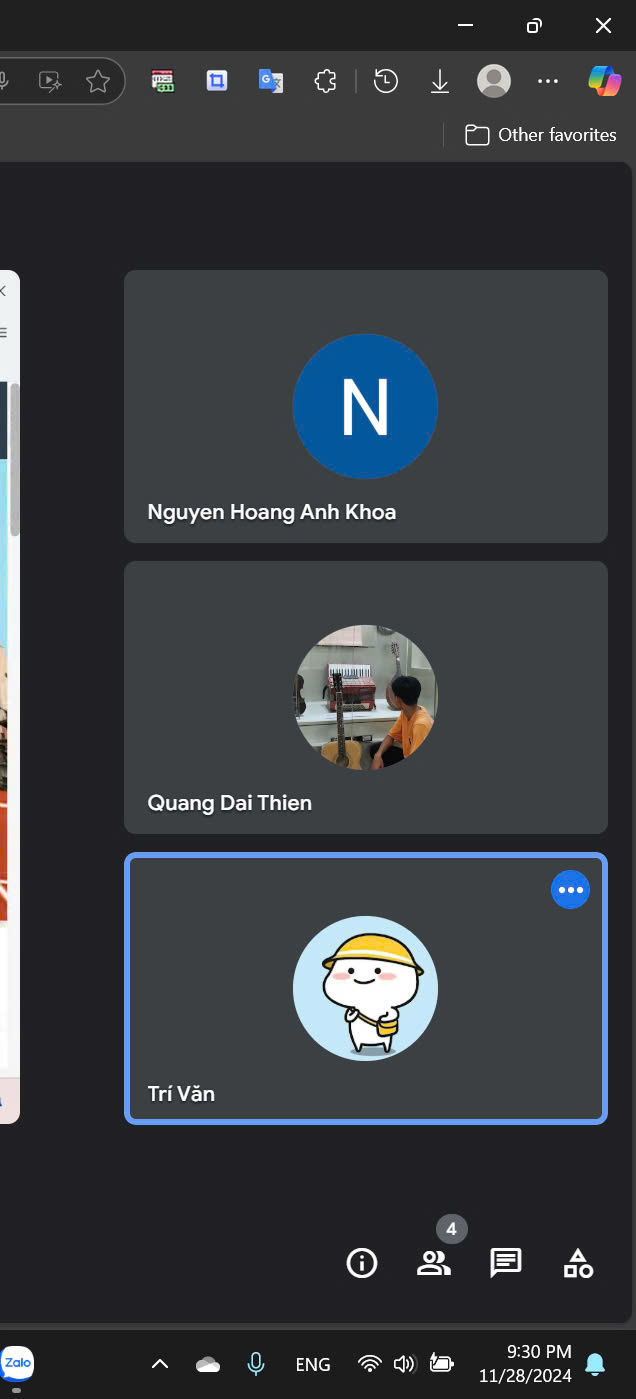 Other favorites
N
Nguyen Hoang Anh Khoa
Quang Dai Thien
Trí Văn
4
Zalo
ENG
9:30 PM
11/28/2024